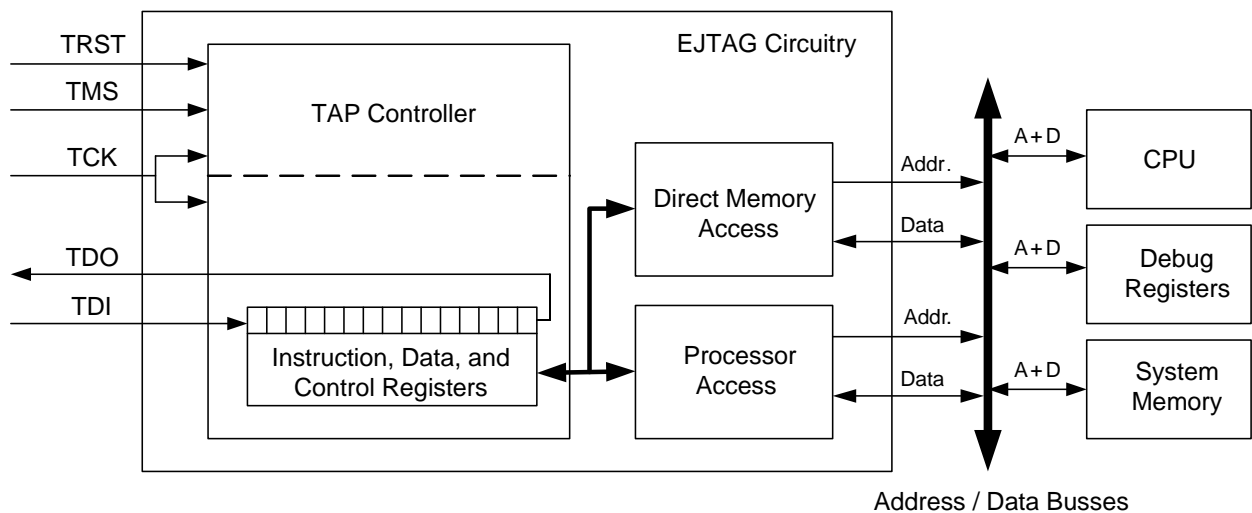 EJTAG Circuitry
TRST
TMS
TCK
TDO
TDI
TAP Controller
Instruction, Data, and
Control Registers
Direct Memory
Access
Processor
Access
Addr.
Data
Addr.
Data
A + D
A + D
A + D
CPU
Debug
Registers
System
Memory
Address / Data Busses